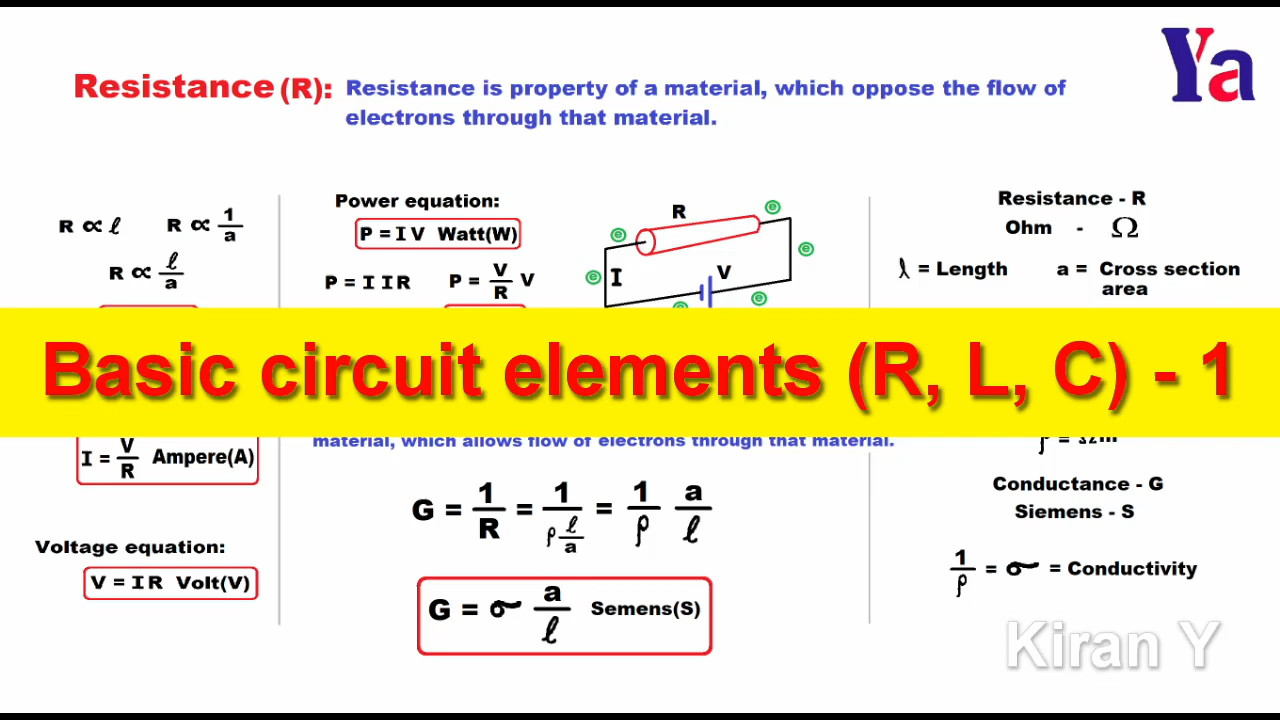 Ya
Resistance (R): Resistance is property of a material, which oppose the flow of
electrons through that material.
R ∝ ℓ R ∝ 1/a
R ∝ ℓ/a
Power equation:
P = I V Watt(W)
P = I I R P = V/R V
R
e e e e e e
I V
Resistance - R
Ohm - Ω
ℓ = Length a = Cross section
area
Basic circuit elements (R, L, C) - 1
I = V/R Ampere(A)
Voltage equation:
V = I R Volt(V)
material, which allows flow of electrons through that material.
G = 1/R = 1/(ρ ℓ/a) = 1/ρ a/ℓ
G = σ a/ℓ Semens(S)
ρ = Ωm
Conductance - G
Siemens - S
1/ρ = σ = Conductivity
Kiran Y